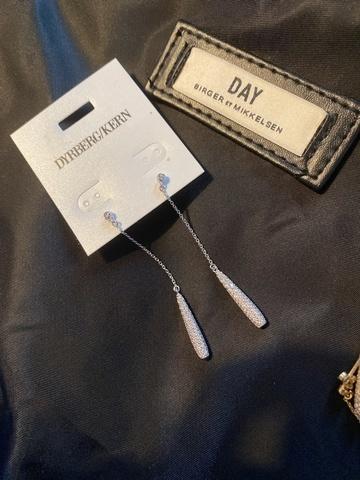 DYRBERG/KERN
DAY
BIRGER ET MIKKELSEN